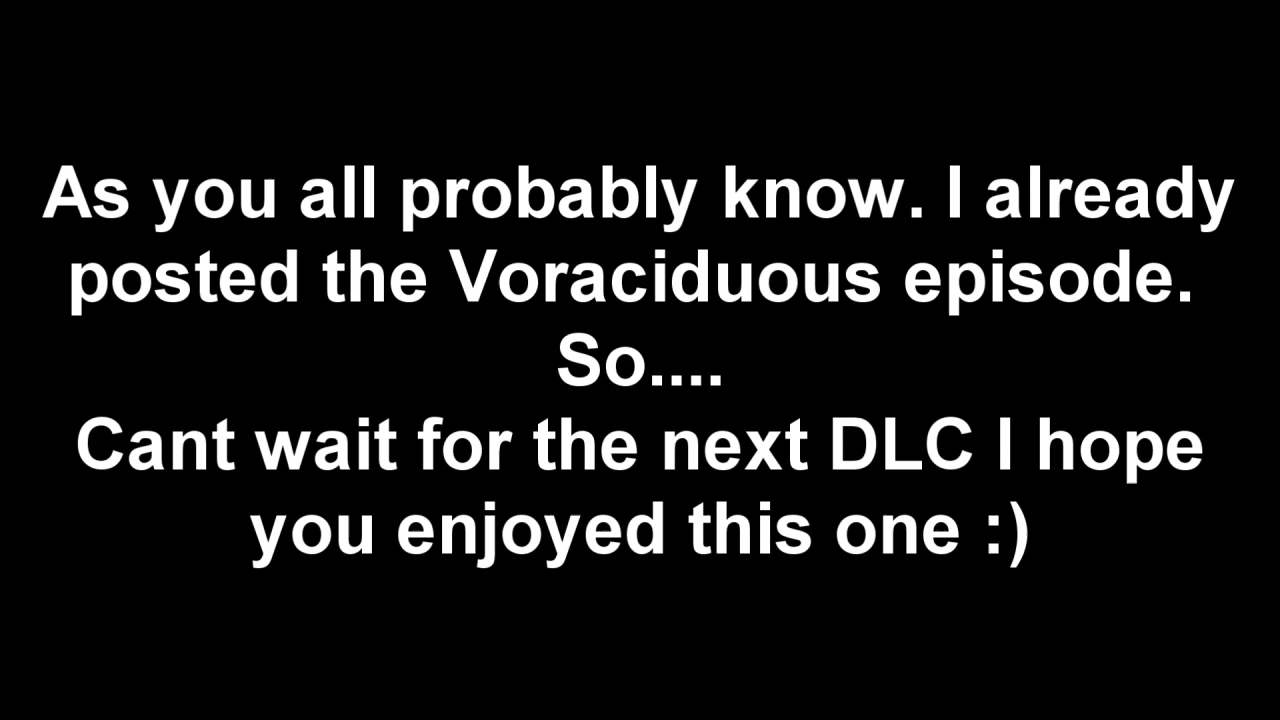 As you all probably know. I already
posted the Voraciduous episode.
So....
Cant wait for the next DLC I hope
you enjoyed this one :)